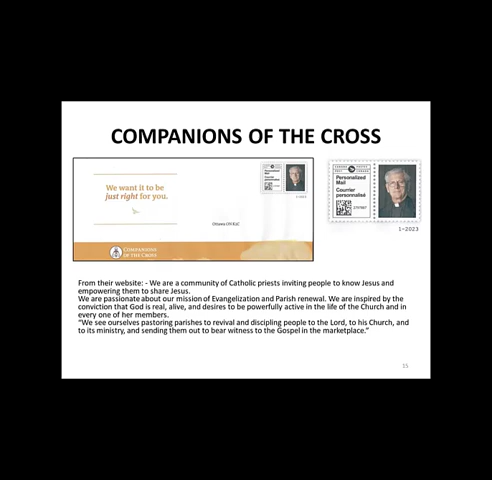 COMPANIONS OF THE CROSS
We want it to be
just right for you.
Ottawa ON K1C
COMPANIONS
OF THE CROSS
Personalized
Mail
Courrier
personnalisé
Personalized
Mail
Courrier
personnalisé
1-2023
From their website: - We are a community of Catholic priests inviting people to know Jesus and
empowering them to share Jesus.
We are passionate about our mission of Evangelization and Parish renewal. We are inspired by the
conviction that God is real, alive, and desires to be powerfully active in the life of the Church and in
every one of her members.
“We see ourselves pastoring parishes to revival and discipling people to the Lord, to his Church, and
to its ministry, and sending them out to bear witness to the Gospel in the marketplace.”
15